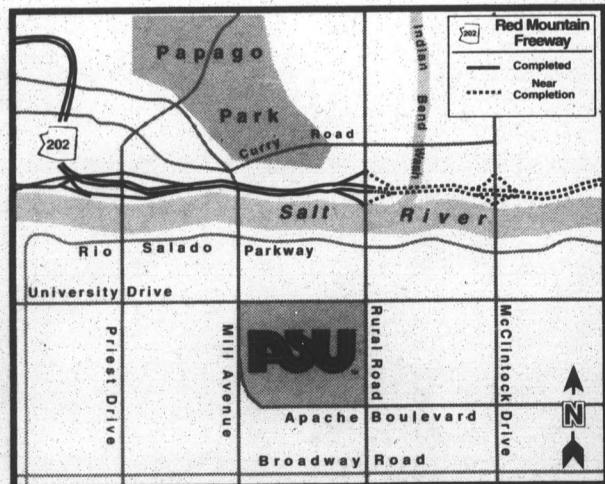 Papago
Park
202
Red Mountain
Freeway
Completed
Near
Completion
202
Indian Bend Wash
Curry Road
Salt River
Rio Salado Parkway
University Drive
Priest Drive
Mill Avenue
ASU
Rural Road
McClintock Drive
Apache Boulevard
N
Broadway Road